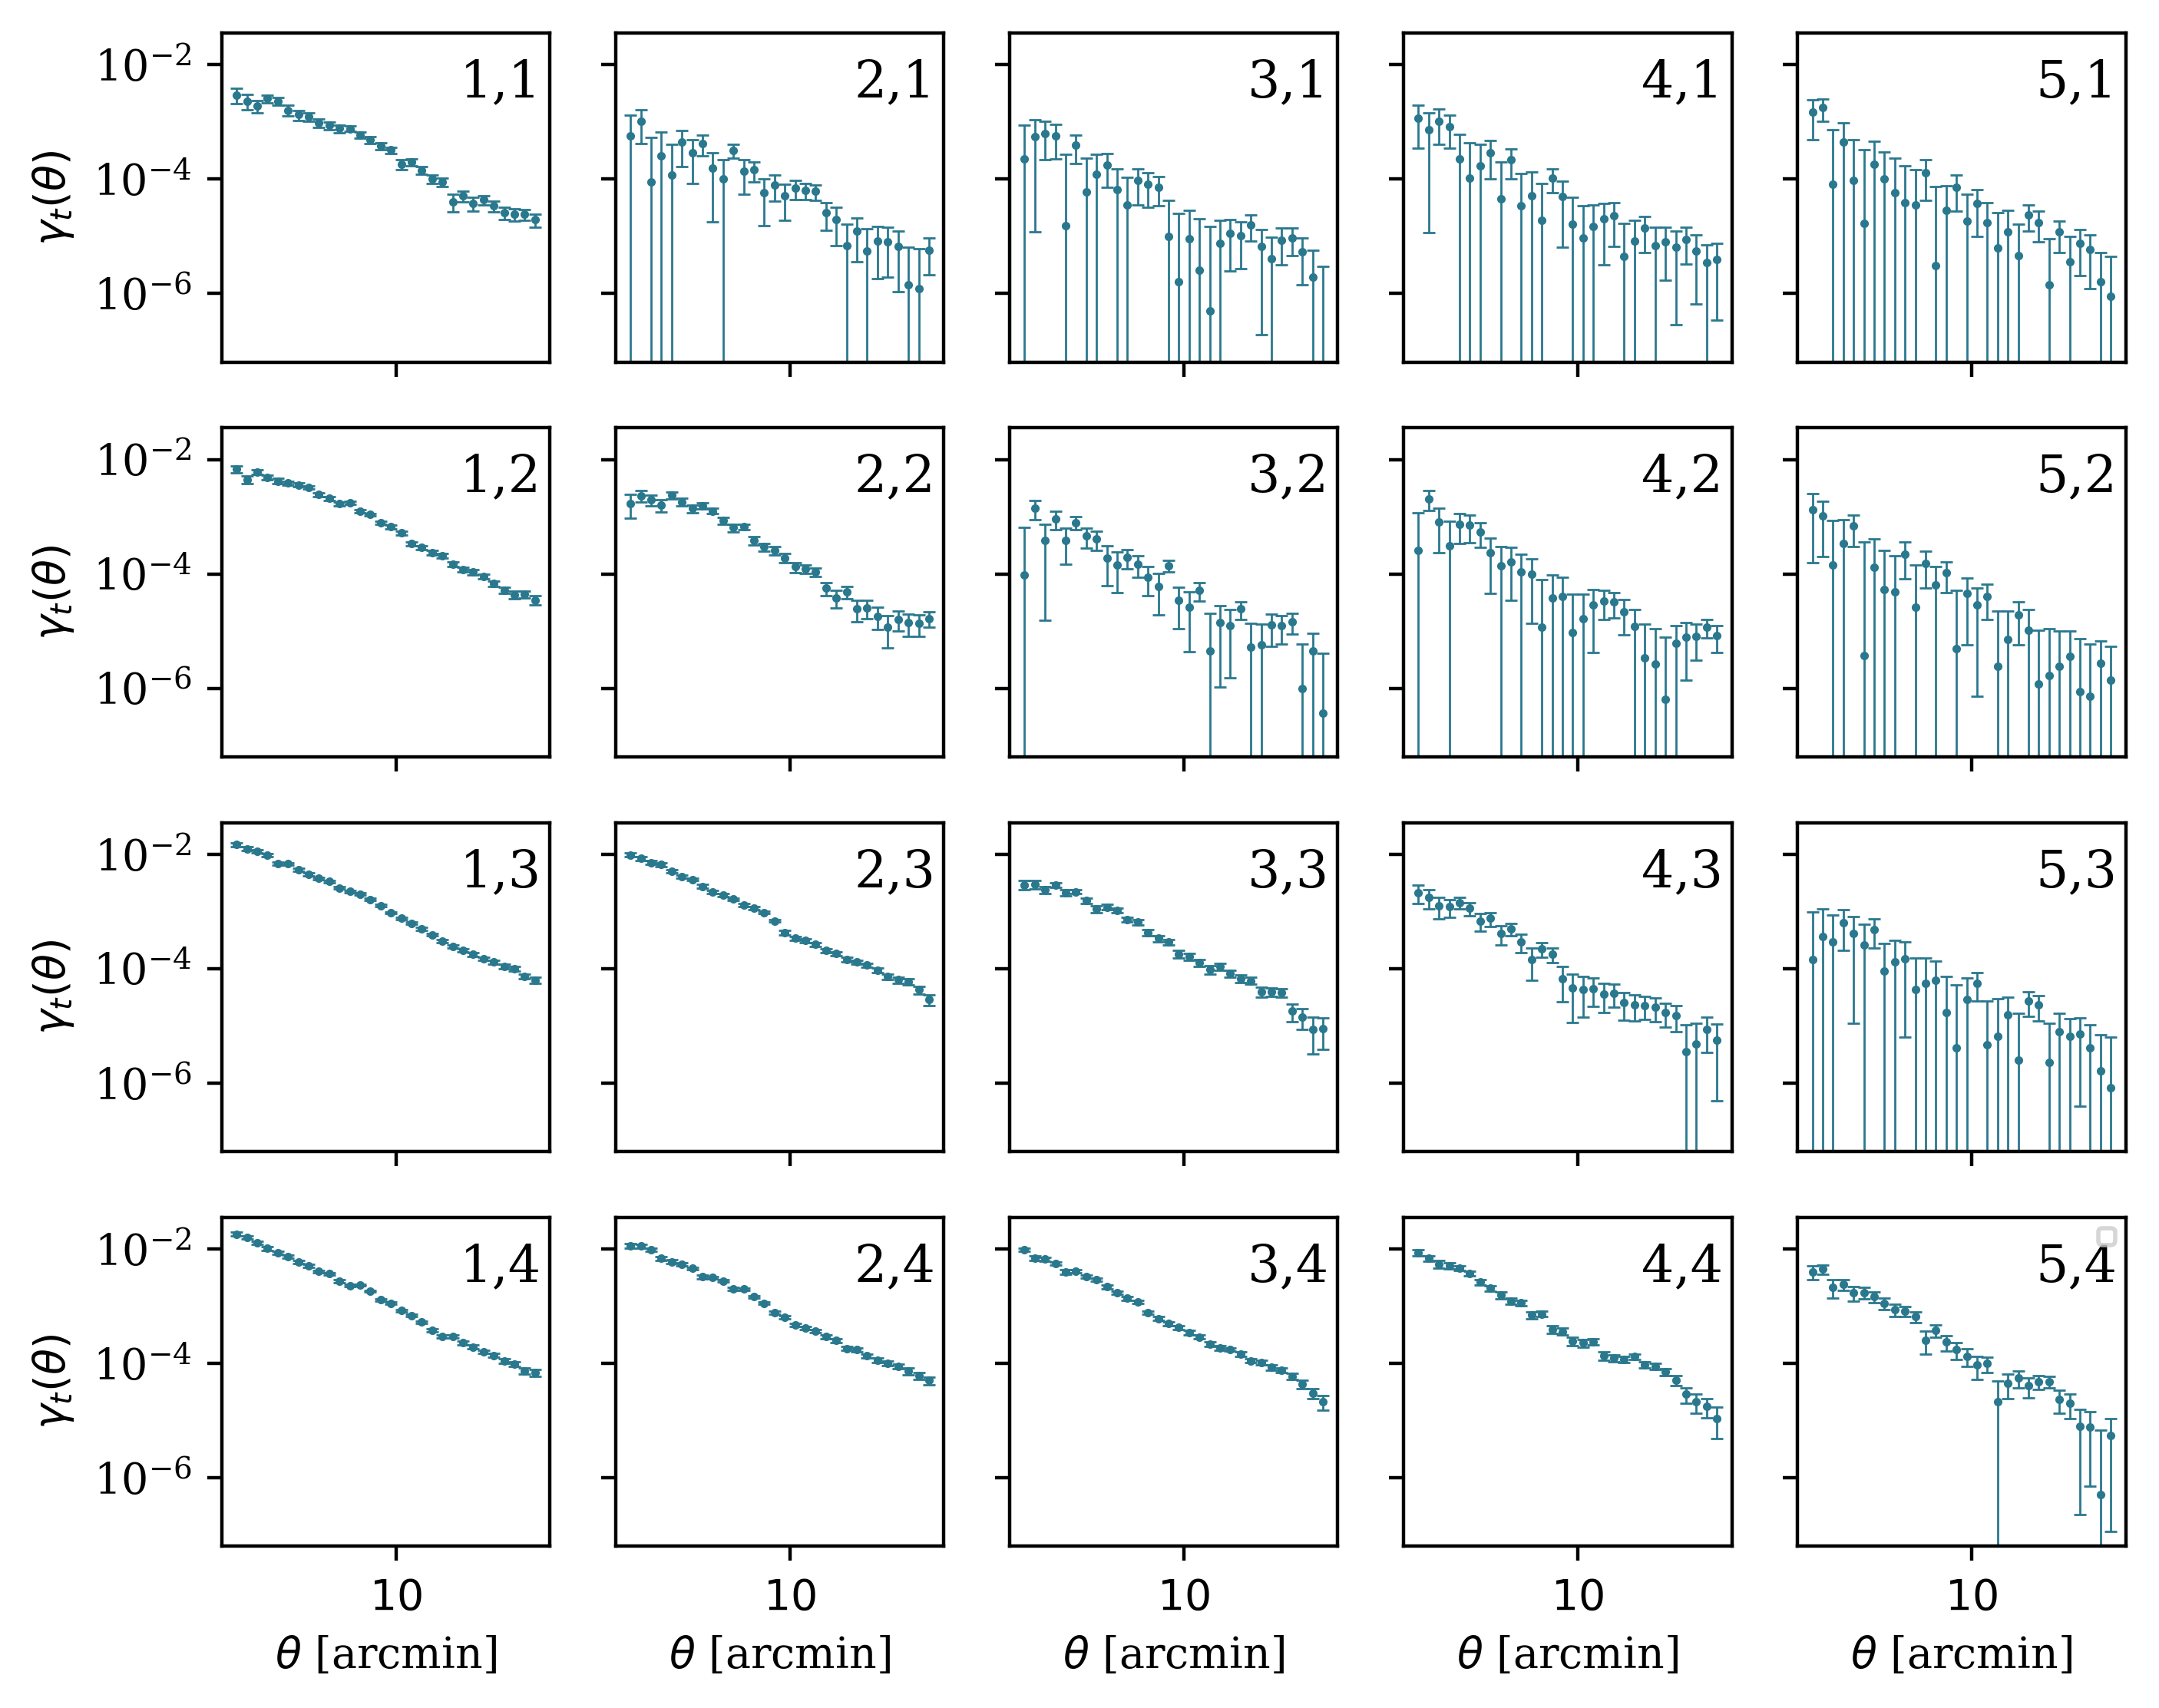 10⁻² 1,1 2,1 3,1 4,1 5,1
10⁻⁴
10⁻⁶
γₜ(θ)
10⁻² 1,2 2,2 3,2 4,2 5,2
10⁻⁴
10⁻⁶
γₜ(θ)
10⁻² 1,3 2,3 3,3 4,3 5,3
10⁻⁴
10⁻⁶
γₜ(θ)
10⁻² 1,4 2,4 3,4 4,4 5,4
10⁻⁴
10⁻⁶
γₜ(θ)
10 10 10 10 10
θ [arcmin] θ [arcmin] θ [arcmin] θ [arcmin] θ [arcmin]